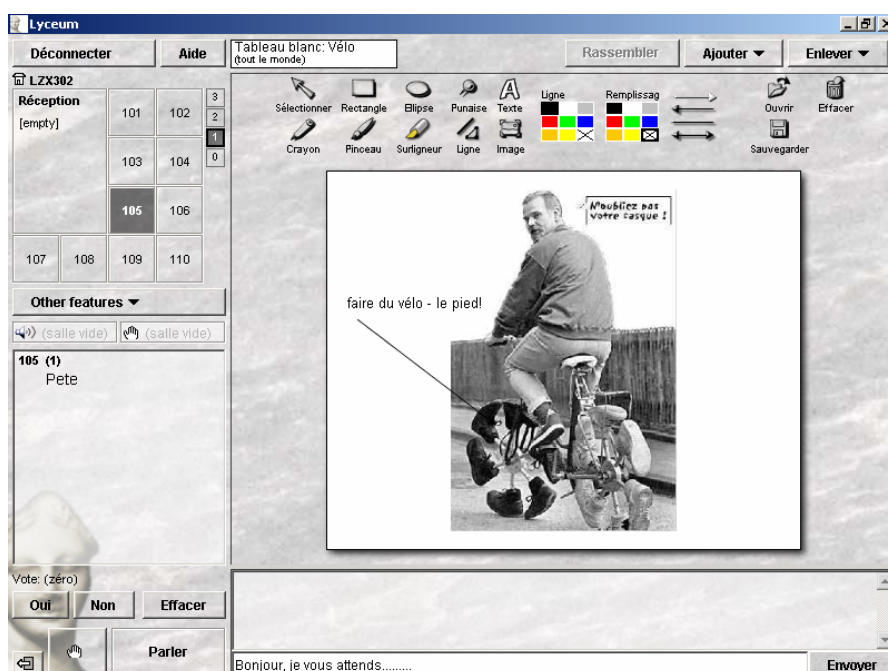 Lyceum
Déconnecter
Aide
Tableau blanc: Vélo
(tout le monde)
Rassembler
Ajouter
Enlever
LZX302
Réception
[empty]
101
102
103
104
105
106
107
108
109
110
3
2
1
0
Other features
(salle vide)
(salle vide)
105 (1)
Pete
Sélectionner
Rectangle
Ellipse
Punaise
Texte
Ligne
Remplissag
Ouvrir
Effacer
Crayon
Pinceau
Surligneur
Ligne
Image
Sauvegarder
N'oubliez pas
votre casque !
faire du vélo - le pied!
Vote: (zéro)
Oui
Non
Effacer
Parler
Bonjour, je vous attends.........
Envoyer